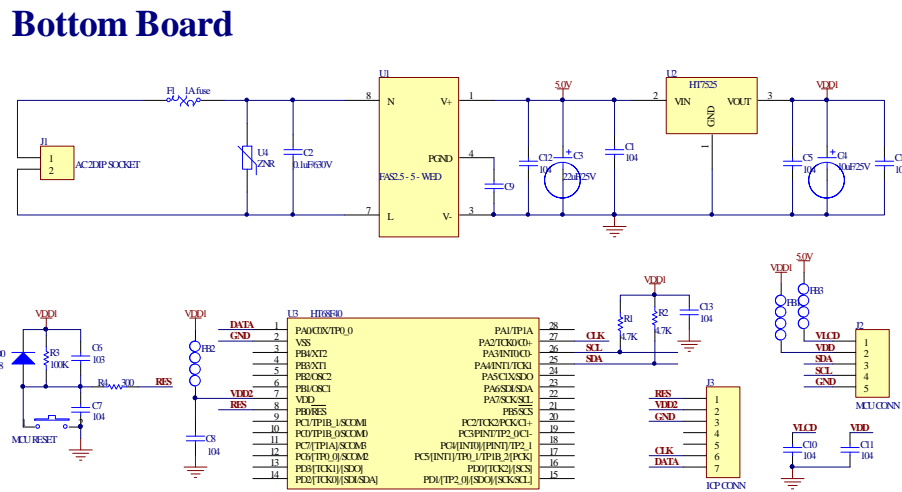 Bottom Board
F1 1A fuse
U1
8 N V+ 1
PGND 4
FAS2.5 - 5 - WED
7 L V- 3
J1
1
2
AC 2DIP SOCKET
U4
ZNR
C2
0.1uF/630V
C9
C12
104
5.0V
C3
22uF/25V
C1
104
U2
HT7525
2 VIN VOUT 3
GND
1
C5
104
VDD1
C4
10uF/25V
VDD1
R3
100K
C6
103
R4 300 RES
C7
104
MCU RESET
VDD1
FB2
VDD2
RES
C8
104
U3 HT68F40
DATA 1 PA0/C0X/TP0_0 PA1/TP1A 28
GND 2 VSS PA2/TCK0/C0+ 27 CLK
3 PB4/XT2 PA3/INT0/C0- 26 SCL
4 PB3/XT1 PA4/INT1/TCK1 25 SDA
5 PB2/OSC2 PA5/C1X/SDO 24
6 PB1/OSC1 PA6/SDI/SDA 23
7 VDD PA7/SCK/SCL 22
8 PB0/RES PB5/SCS 21
9 PC1/TP1B_1/SCOM1 PC2/TCK2/PCK/C1+ 20
10 PC0/TP1B_0/SCOM0 PC3/PINT/TP2_0/C1- 19
11 PC7/[TP1A]/SCOM3 PC4/[INT0]/[PINT]/TP2_1 18
12 PC6/[TP0_0]/SCOM2 PC5/[INT1]/TP0_1/TP1B_2/[PCK] 17
13 PD3/[TCK1]/[SDO] PD0/[TCK2]/[SCS] 16
14 PD2/[TCK0]/[SDI/SDA] PD1/[TP2_0]/[SDO]/[SCK/SCL] 15
VDD1
R1
4.7K
R2
4.7K
C13
104
J3
RES 1
VDD2 2
GND 3
4
5
CLK 6
DATA 7
ICP CONN
VDD1
5.0V
FB1
FB3
J2
VLCD 1
VDD 2
SDA 3
SCL 4
GND 5
MCU CONN
VLCD
C10
104
VDD
C11
104